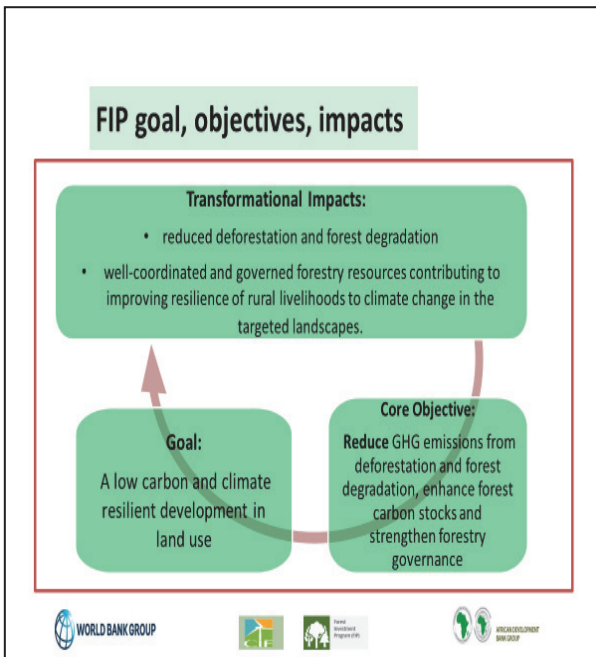 FIP goal, objectives, impacts
Transformational Impacts:
• reduced deforestation and forest degradation
• well-coordinated and governed forestry resources contributing to
improving resilience of rural livelihoods to climate change in the
targeted landscapes.
Goal:
A low carbon and climate
resilient development in
land use
Core Objective:
Reduce GHG emissions from
deforestation and forest
degradation, enhance forest
carbon stocks and
strengthen forestry
governance
WORLD BANK GROUP
CIF
Forest
Investment
Program (FIP)
AFRICAN DEVELOPMENT
BANK GROUP